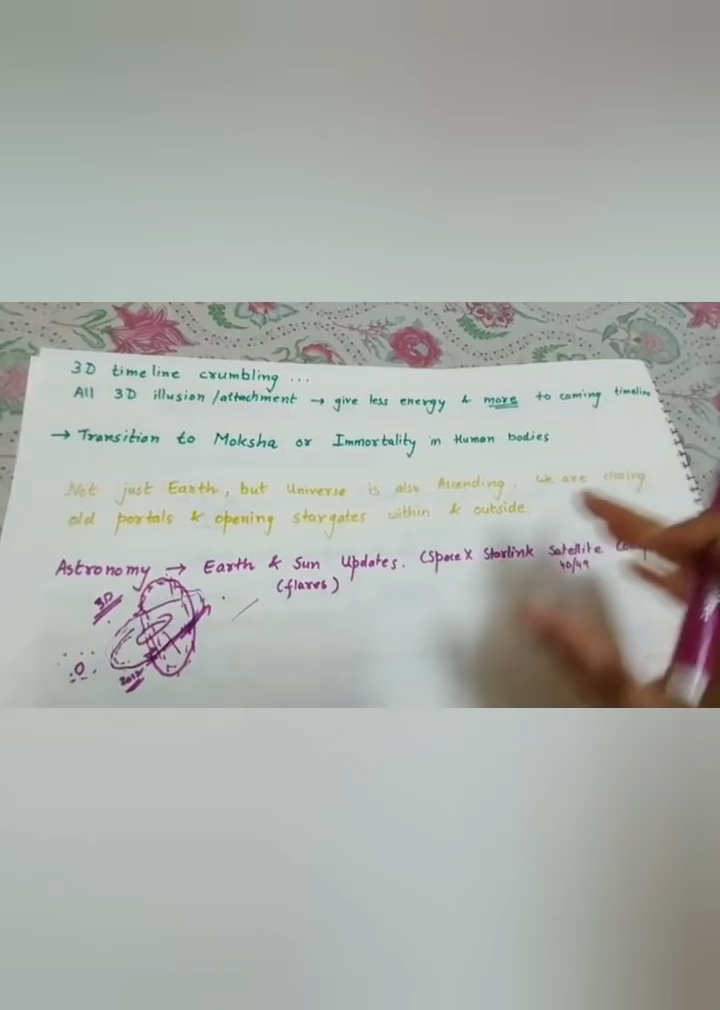 3D timeline crumbling ...
All 3D illusion/attachment → give less energy & more to coming timeline
→ Transition to Moksha or Immortality in Human bodies
Not just Earth, but Universe is also Ascending. We are closing
old portals & opening stargates within & outside.
Astronomy → Earth & Sun Updates. (SpaceX Starlink Satellite
(flares)
40/49
3D
2012